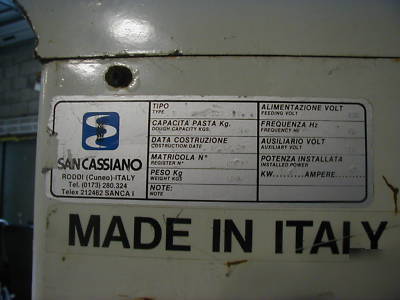 SAN CASSIANO
RODDI (Cuneo)-ITALY
Tel. (0173) 280.324
Telex 212462 SANCA I
TIPO
TYPE
CAPACITA PASTA Kg.
DOUGH CAPACITY KGS.
DATA COSTRUZIONE
COSTRUCTION DATE
MATRICOLA N°
REGISTER N°
PESO Kg
WEIGHT KGS
NOTE:
NOTE
ALIMENTAZIONE VOLT
FEEDING VOLT
FREQUENZA Hz
FREQUENCY Hz
AUSILIARIO VOLT
AUXILIARY VOLT
POTENZA INSTALLATA
INSTALLED POWER
KW AMPERE
MADE IN ITALY